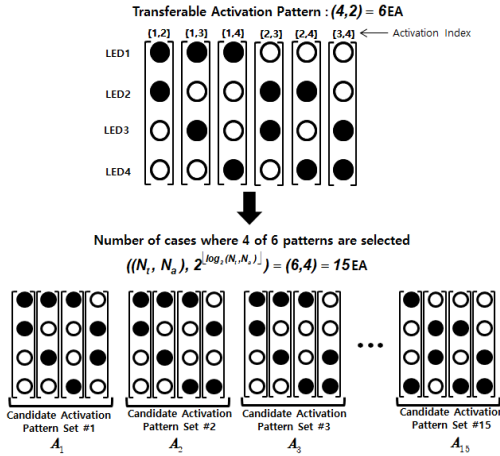 Transferable Activation Pattern : (4,2) = 6EA
[1,2] [1,3] [1,4] [2,3] [2,4] [3,4] Activation Index
LED1
LED2
LED3
LED4
Number of cases where 4 of 6 patterns are selected
((Nt, Na), 2^⌊log2(Nt,Na)⌋) = (6,4) = 15EA
Candidate Activation Pattern Set #1
A1
Candidate Activation Pattern Set #2
A2
Candidate Activation Pattern Set #3
A3
Candidate Activation Pattern Set #15
A15